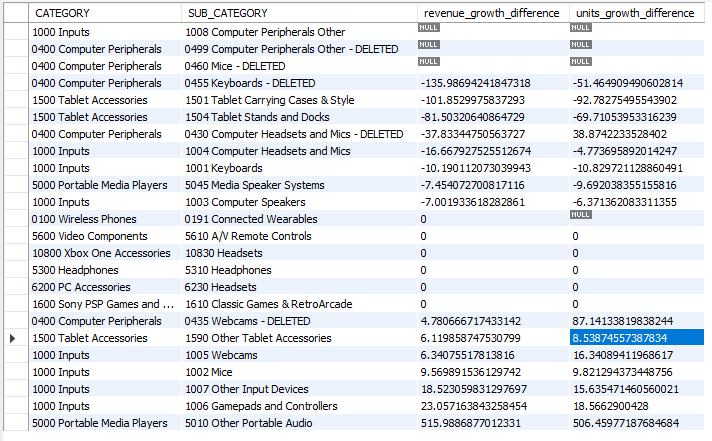 CATEGORY SUB_CATEGORY revenue_growth_difference units_growth_difference
1000 Inputs 1008 Computer Peripherals Other NULL NULL
0400 Computer Peripherals 0499 Computer Peripherals Other - DELETED NULL NULL
0400 Computer Peripherals 0460 Mice - DELETED NULL NULL
0400 Computer Peripherals 0455 Keyboards - DELETED -135.98694241847318 -51.464909490602814
1500 Tablet Accessories 1501 Tablet Carrying Cases & Style -101.8529975837293 -92.78275495543902
1500 Tablet Accessories 1504 Tablet Stands and Docks -81.50320640864729 -69.71053953316239
0400 Computer Peripherals 0430 Computer Headsets and Mics - DELETED -37.83344750563727 38.8742233528402
1000 Inputs 1004 Computer Headsets and Mics -16.667927525512674 -4.773695892014247
1000 Inputs 1001 Keyboards -10.190112073039943 -10.829721128860491
5000 Portable Media Players 5045 Media Speaker Systems -7.454072700817116 -9.692038355155816
1000 Inputs 1003 Computer Speakers -7.001933618282861 -6.371362083311355
0100 Wireless Phones 0191 Connected Wearables 0 NULL
5600 Video Components 5610 A/V Remote Controls 0 0
10800 Xbox One Accessories 10830 Headsets 0 0
5300 Headphones 5310 Headphones 0 0
6200 PC Accessories 6230 Headsets 0 0
1600 Sony PSP Games and ... 1610 Classic Games & RetroArcade 0 0
0400 Computer Peripherals 0435 Webcams - DELETED 4.780666717433142 87.14133819838244
1500 Tablet Accessories 1590 Other Tablet Accessories 6.119858747530799 8.53874557387834
1000 Inputs 1005 Webcams 6.34075517813816 16.34089411968617
1000 Inputs 1002 Mice 9.569891536129742 9.821294373448756
1000 Inputs 1007 Other Input Devices 18.523059831297697 15.635471460560021
1000 Inputs 1006 Gamepads and Controllers 23.057163843258454 18.5662900428
5000 Portable Media Players 5010 Other Portable Audio 515.9886877012331 506.45977187684684